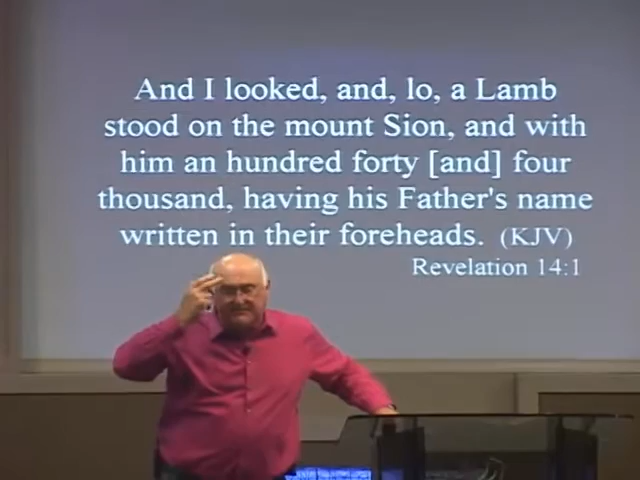 And I looked, and, lo, a Lamb
stood on the mount Sion, and with
him an hundred forty [and] four
thousand, having his Father's name
written in their foreheads. (KJV)
Revelation 14:1